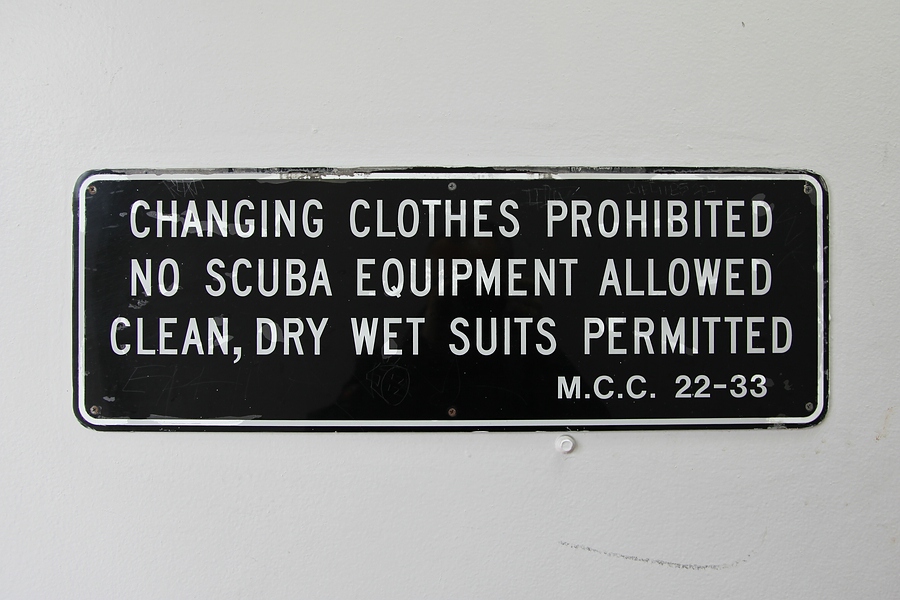 CHANGING CLOTHES PROHIBITED
NO SCUBA EQUIPMENT ALLOWED
CLEAN, DRY WET SUITS PERMITTED
M.C.C. 22-33